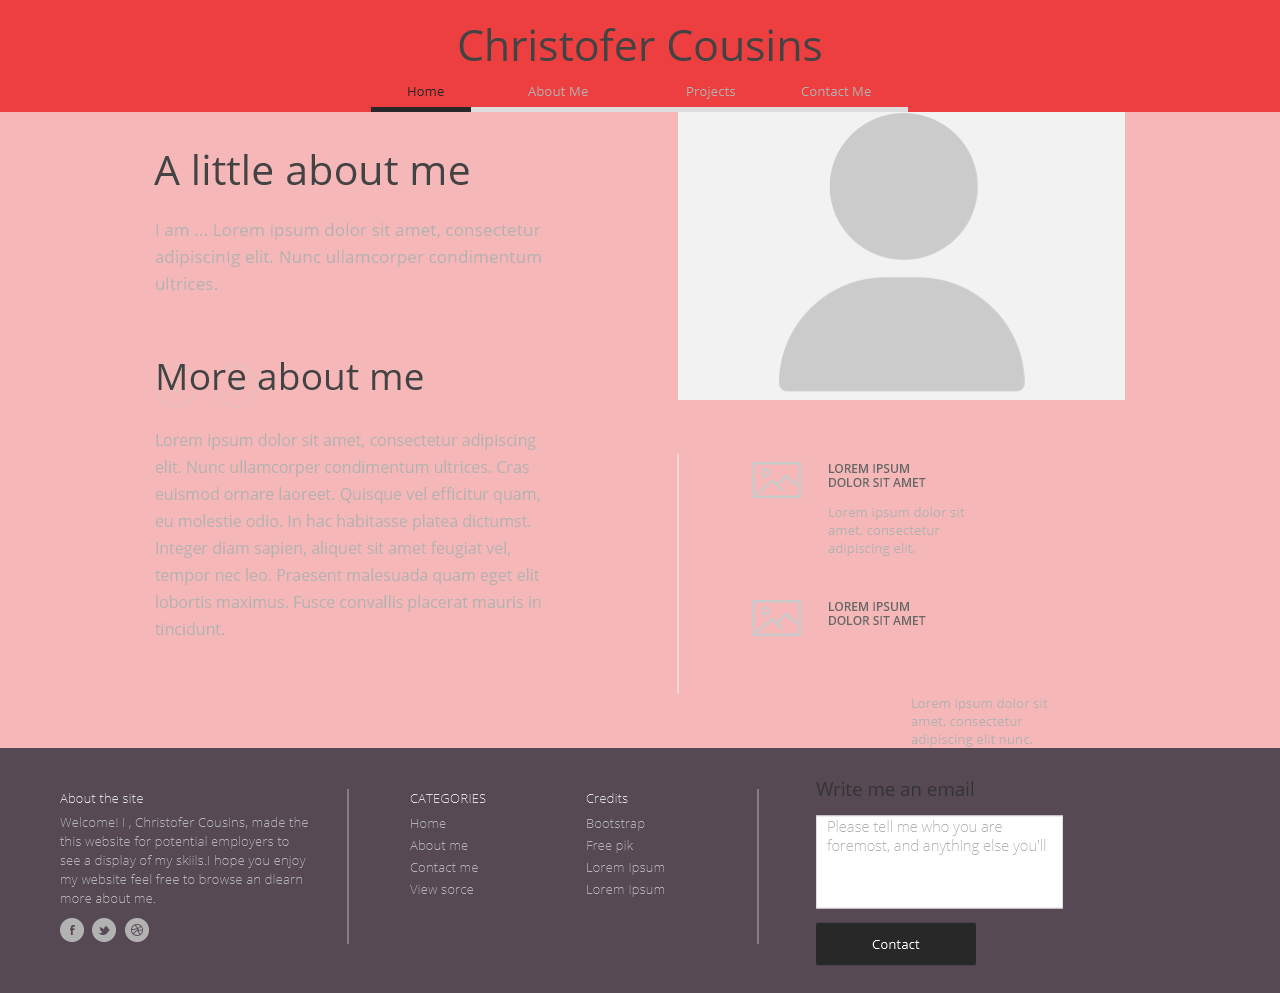 Christofer Cousins
Home
About Me
Projects
Contact Me
A little about me
I am ... Lorem ipsum dolor sit amet, consectetur
adipiscinIg elit. Nunc ullamcorper condimentum
ultrices.
More about me
Lorem ipsum dolor sit amet, consectetur adipiscing
elit. Nunc ullamcorper condimentum ultrices. Cras
euismod ornare laoreet. Quisque vel efficitur quam,
eu molestie odio. In hac habitasse platea dictumst.
Integer diam sapien, aliquet sit amet feugiat vel,
tempor nec leo. Praesent malesuada quam eget elit
lobortis maximus. Fusce convallis placerat mauris in
tincidunt.
LOREM IPSUM
DOLOR SIT AMET
Lorem ipsum dolor sit
amet, consectetur
adipiscing elit.
LOREM IPSUM
DOLOR SIT AMET
Lorem ipsum dolor sit
amet, consectetur
adipiscing elit nunc.
About the site
Welcome! I , Christofer Cousins, made the
this website for potential employers to
see a display of my skiils.I hope you enjoy
my website feel free to browse an dlearn
more about me.
CATEGORIES
Home
About me
Contact me
View sorce
Credits
Bootstrap
Free pik
Lorem Ipsum
Lorem Ipsum
Write me an email
Please tell me who you are
foremost, and anything else you'll
Contact